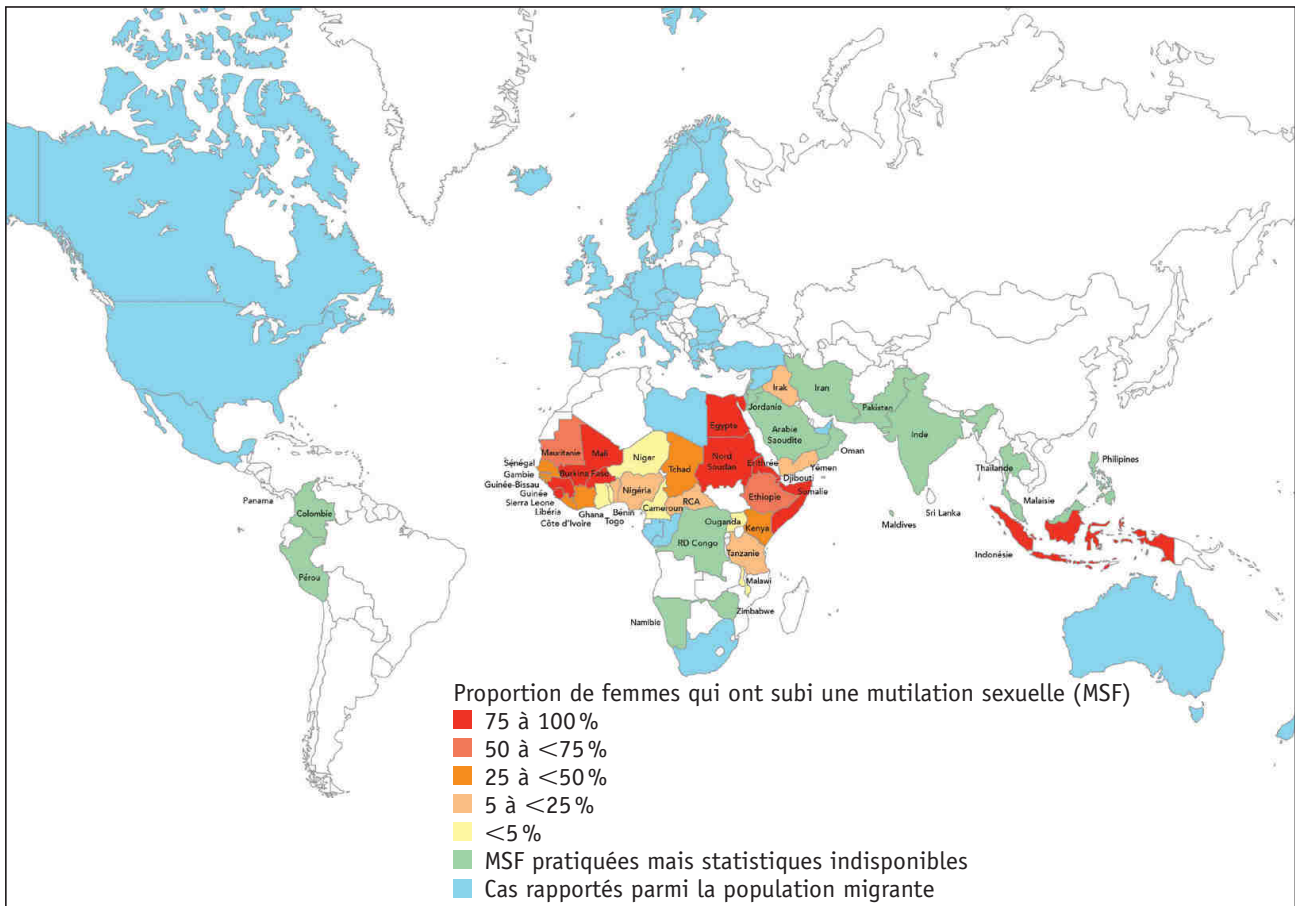 Irak
Iran
Jordanie
Pakistan
Egypte
Arabie
Saoudite
Inde
Oman
Mauritanie
Mali
Niger
Tchad
Nord
Soudan
Erithrée
Yémen
Philipines
Sénégal
Gambie
Burkina Faso
Djibouti
Thaïlande
Guinée-Bissau
Guinée
Nigéria
Somalie
Sierra Leone
Libéria
Côte d'Ivoire
Ghana
Togo
Bénin
Cameroun
RCA
Ethiopie
Malaisie
Panama
Colombie
Maldives
Sri Lanka
Ouganda
Kenya
RD Congo
Tanzanie
Indonésie
Pérou
Malawi
Zimbabwe
Namibie
Proportion de femmes qui ont subi une mutilation sexuelle (MSF)
75 à 100 %
50 à <75 %
25 à <50 %
5 à <25 %
<5 %
MSF pratiquées mais statistiques indisponibles
Cas rapportés parmi la population migrante